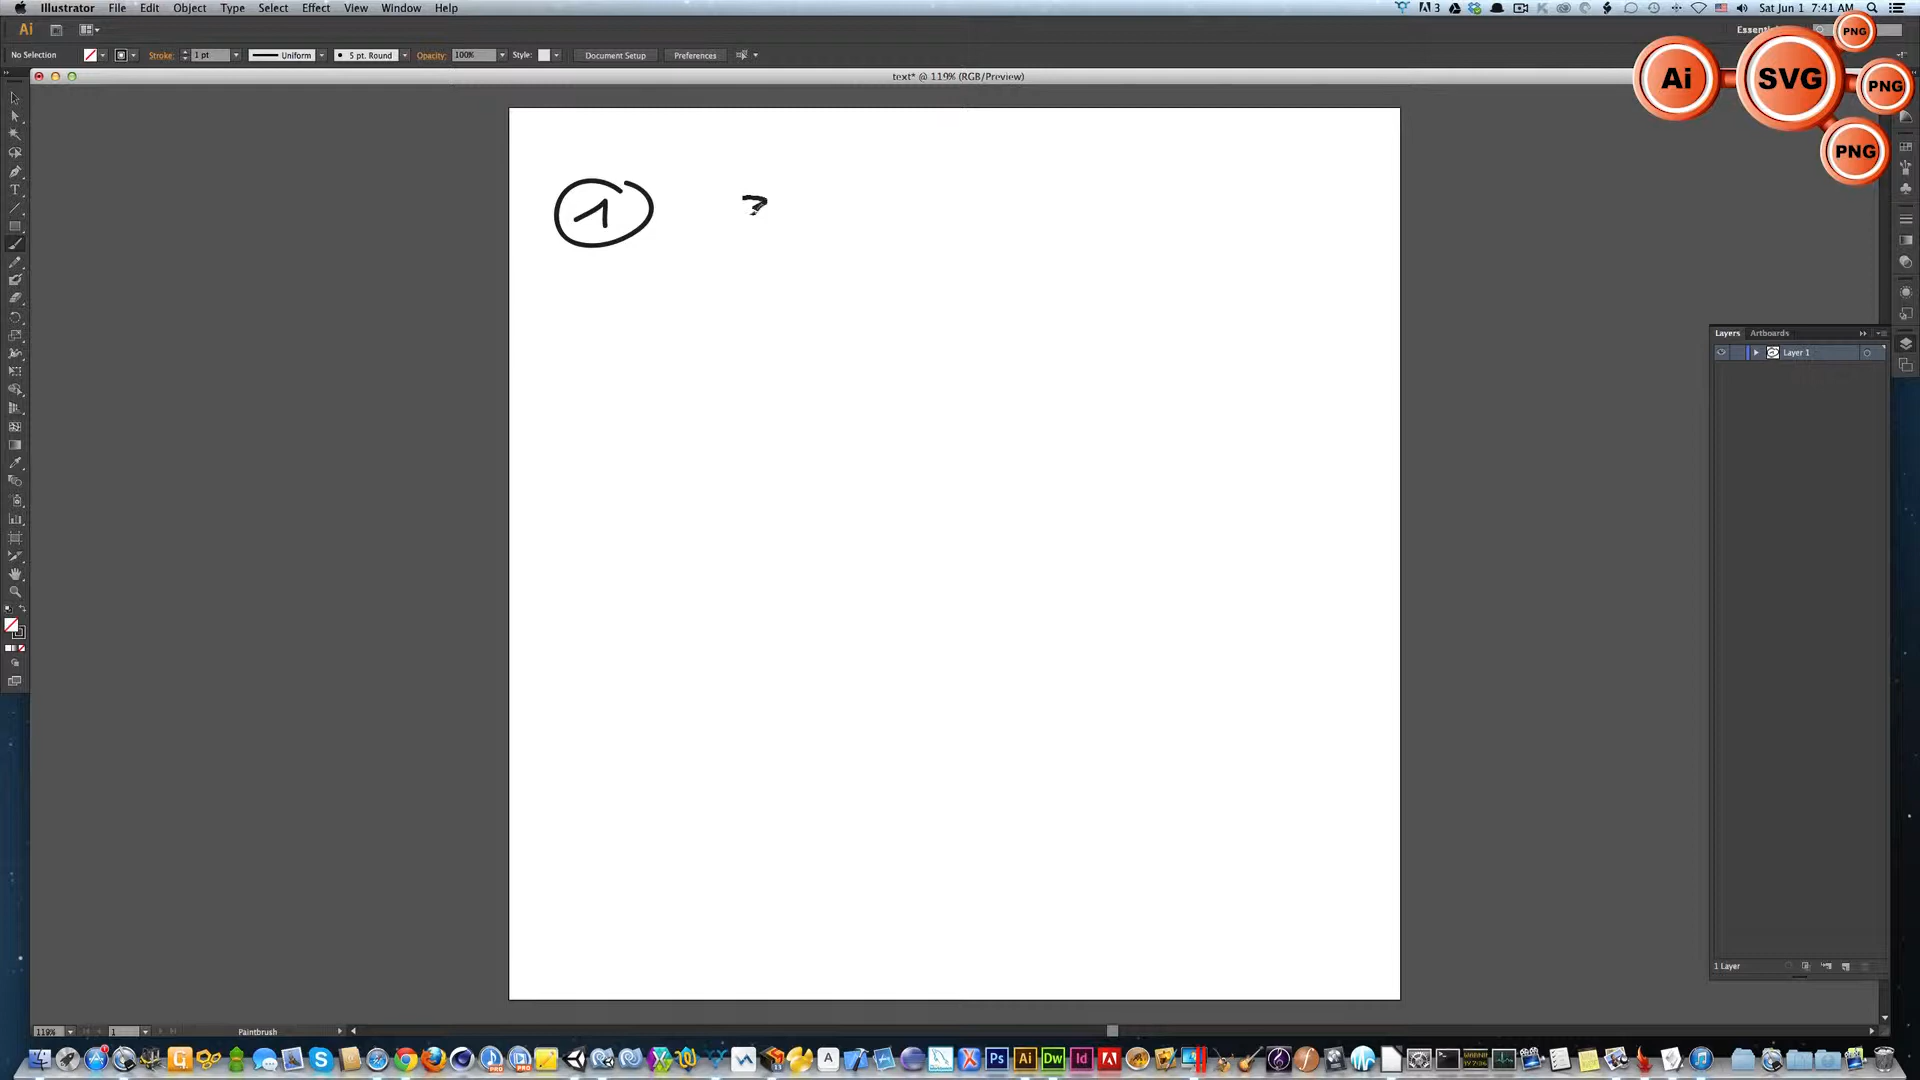 Illustrator File Edit Object Type Select Effect View Window Help
3 Sat Jun 1 7:41 AM
Ai
No Selection Stroke: 1 pt Uniform 5 pt. Round Opacity: 100% Style: Document Setup Preferences
text* @ 119% (RGB/Preview)
PNG
Ai SVG PNG
PNG
1
Layers Artboards
Layer 1
1 Layer
119% 1 Paintbrush
Ps Ai Dw Id